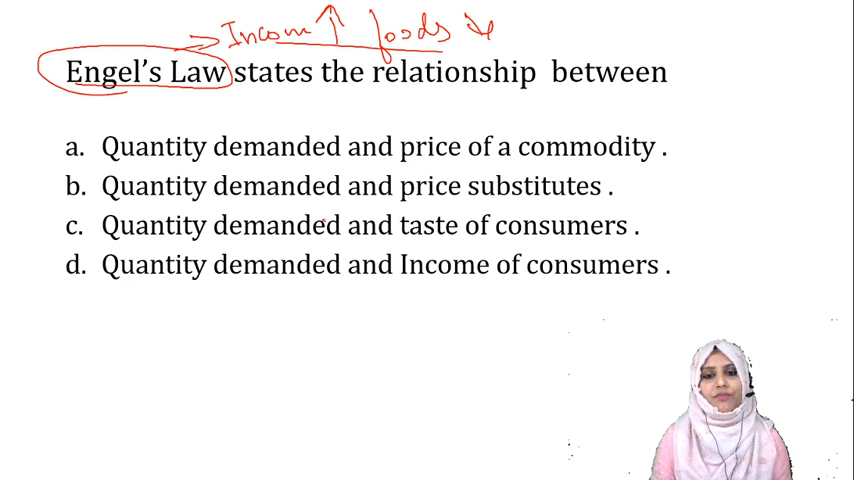 Income ↑ foods ↓
Engel's Law states the relationship between
a. Quantity demanded and price of a commodity .
b. Quantity demanded and price substitutes .
c. Quantity demanded and taste of consumers .
d. Quantity demanded and Income of consumers .